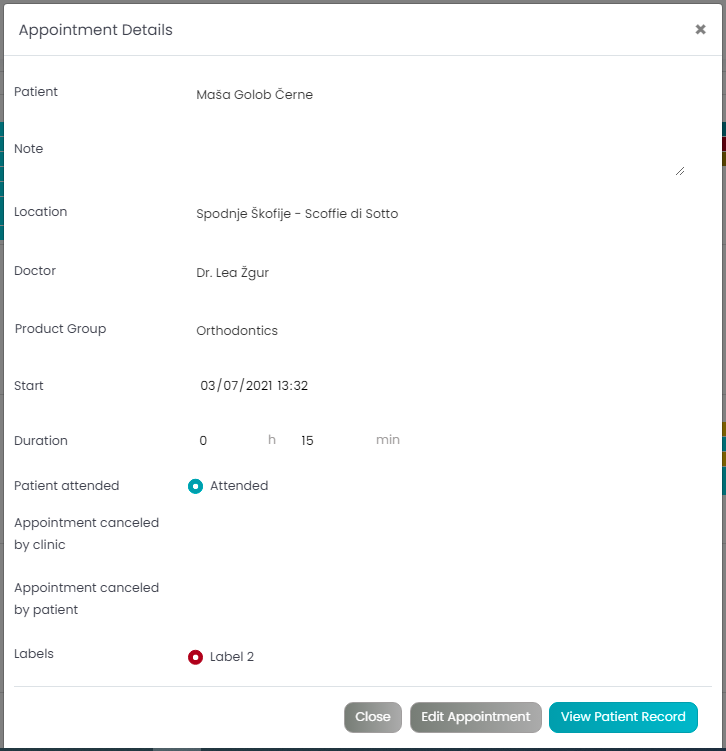 Appointment Details
✖
Patient
Maša Golob Černe
Note
Location
Spodnje Škofije - Scoffie di Sotto
Doctor
Dr. Lea Žgur
Product Group
Orthodontics
Start
03/07/2021 13:32
Duration
0 h 15 min
Patient attended
Attended
Appointment canceled
by clinic
Appointment canceled
by patient
Labels
Label 2
Close
Edit Appointment
View Patient Record